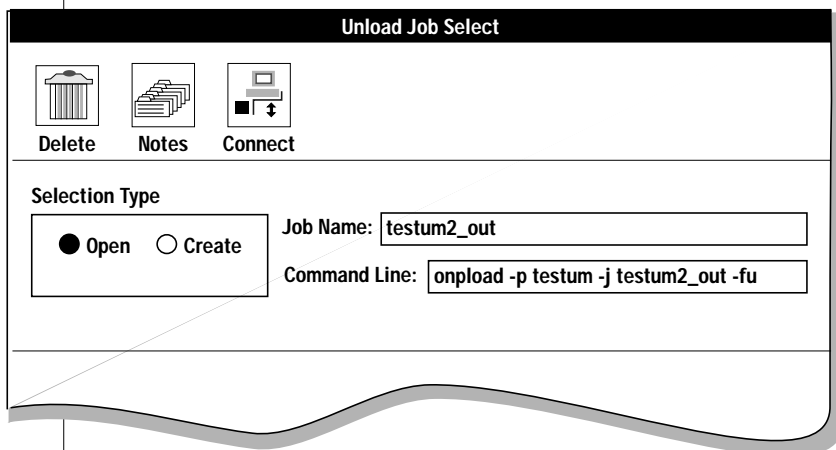 Unload Job Select
Delete Notes Connect
Selection Type
Open Create
Job Name: testum2_out
Command Line: onpload -p testum -j testum2_out -fu